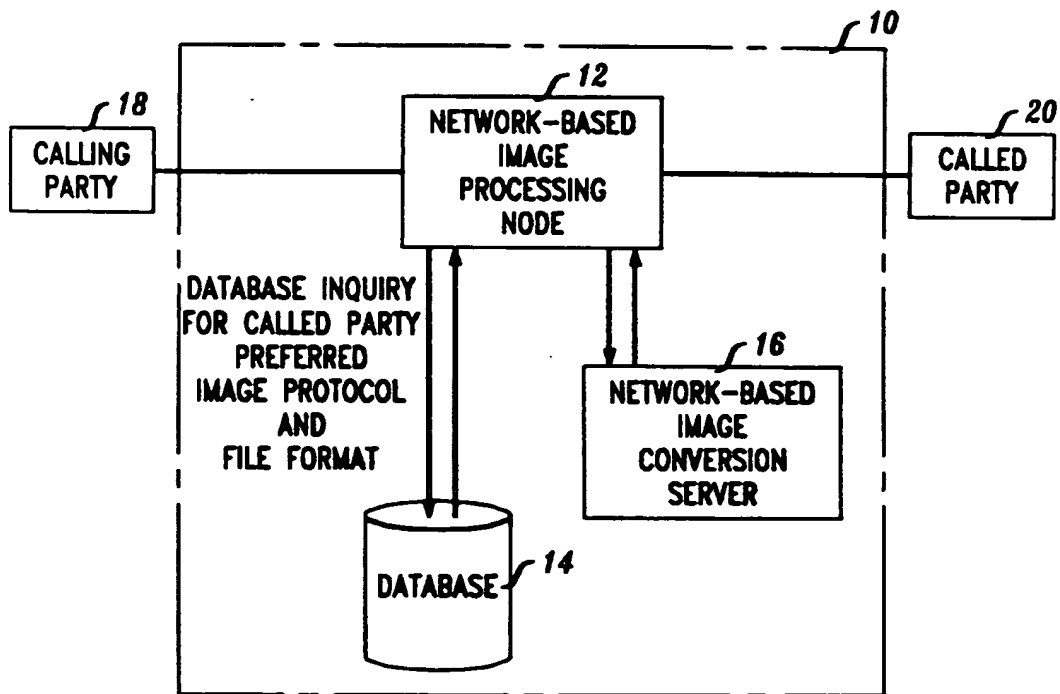 10
12
18
20
NETWORK-BASED
IMAGE
PROCESSING
NODE
CALLING
PARTY
CALLED
PARTY
DATABASE INQUIRY
FOR CALLED PARTY
PREFERRED
IMAGE PROTOCOL
AND
FILE FORMAT
16
NETWORK-BASED
IMAGE
CONVERSION
SERVER
DATABASE
14